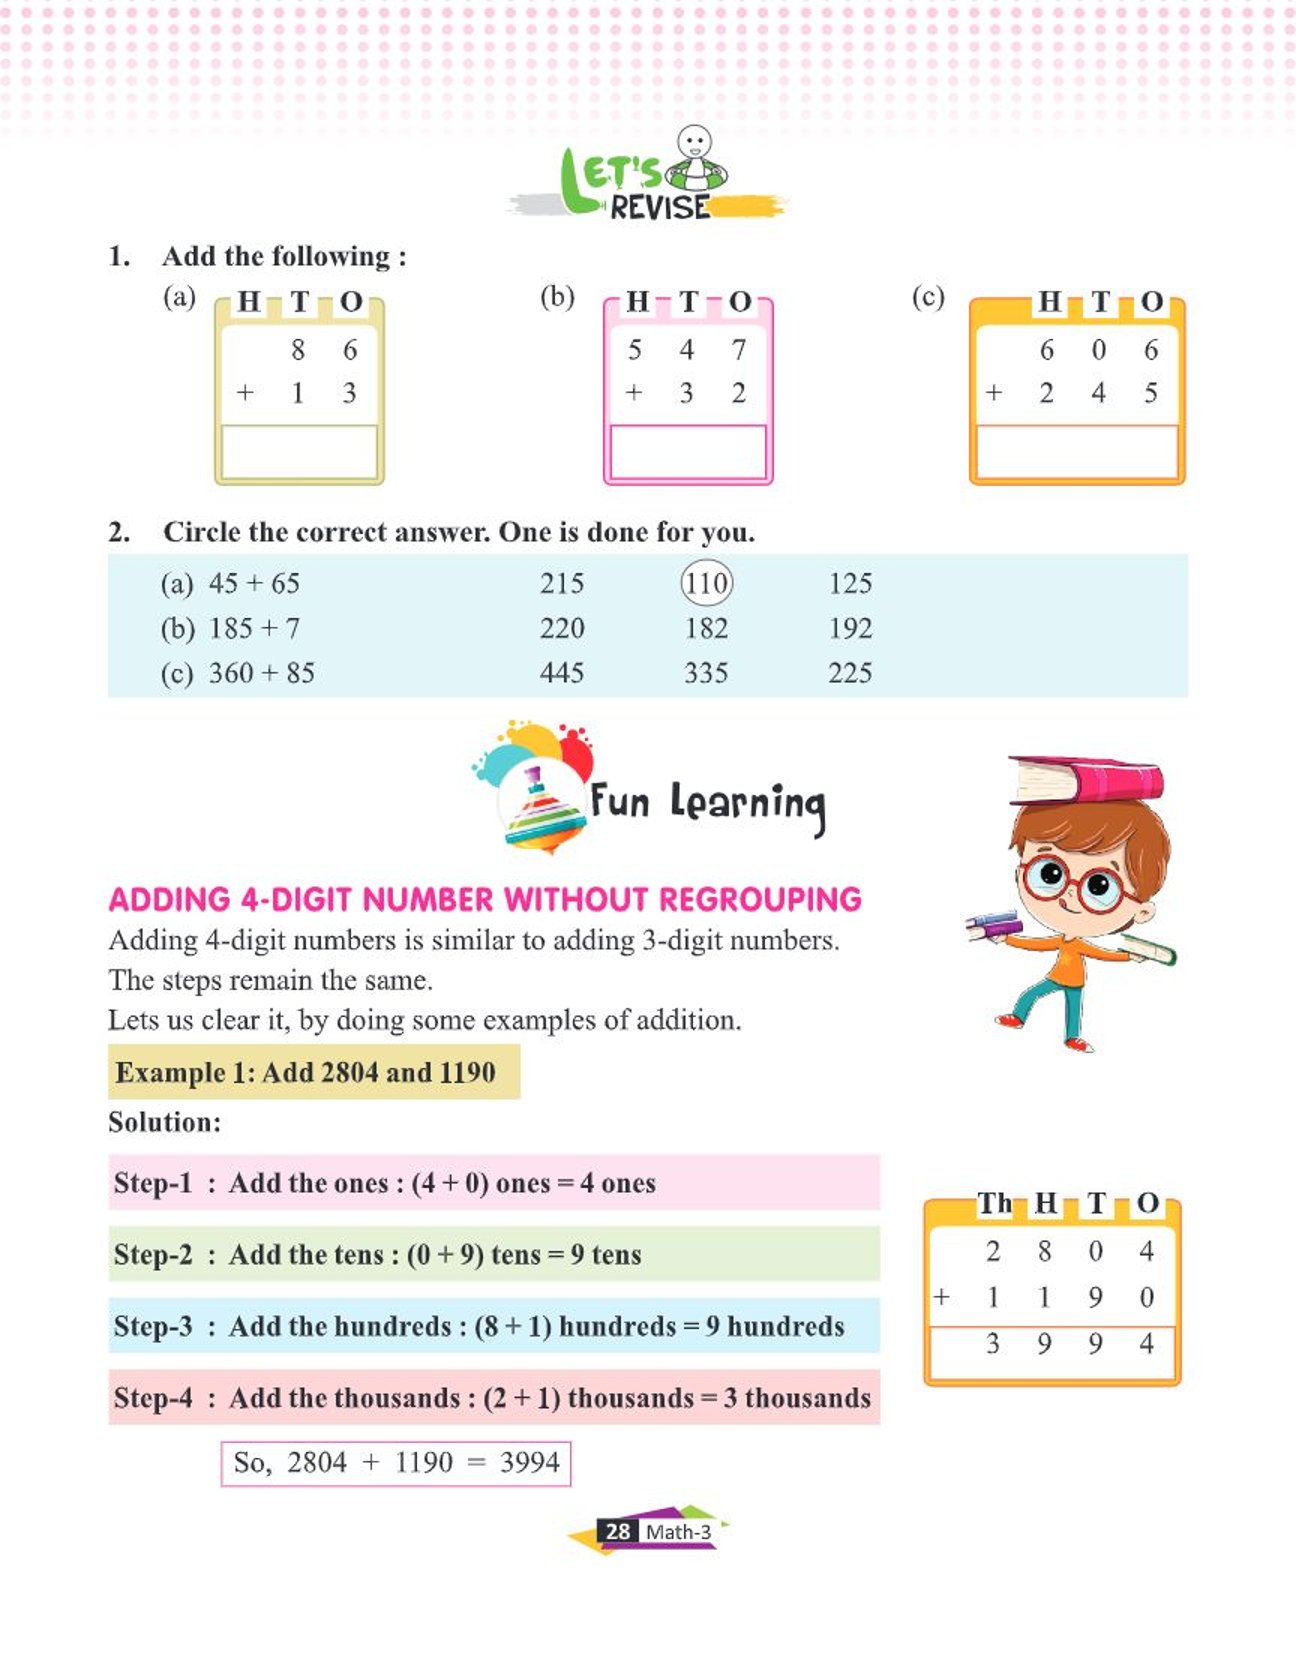 LET'S
REVISE
1. Add the following :
(a) H T O (b) H T O (c) H T O
8 6 5 4 7 6 0 6
+ 1 3 + 3 2 + 2 4 5
2. Circle the correct answer. One is done for you.
(a) 45 + 65 215 110 125
(b) 185 + 7 220 182 192
(c) 360 + 85 445 335 225
Fun Learning
ADDING 4-DIGIT NUMBER WITHOUT REGROUPING
Adding 4-digit numbers is similar to adding 3-digit numbers.
The steps remain the same.
Lets us clear it, by doing some examples of addition.
Example 1: Add 2804 and 1190
Solution:
Step-1 : Add the ones : (4 + 0) ones = 4 ones
Step-2 : Add the tens : (0 + 9) tens = 9 tens
Step-3 : Add the hundreds : (8 + 1) hundreds = 9 hundreds
Step-4 : Add the thousands : (2 + 1) thousands = 3 thousands
Th H T O
2 8 0 4
+ 1 1 9 0
3 9 9 4
So, 2804 + 1190 = 3994
28 Math-3